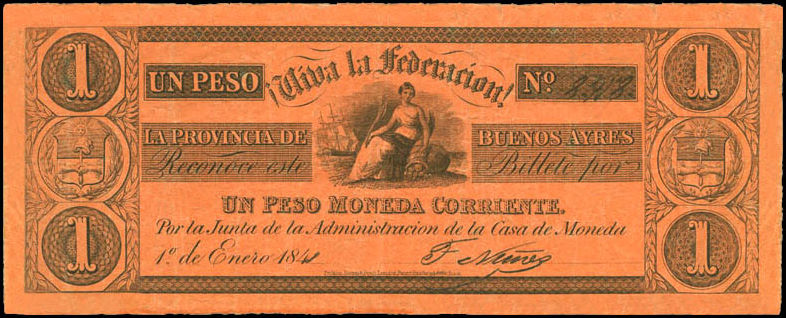 1 ¡Viva la Federacion! 1
UN PESO Nº
LA PROVINCIA DE BUENOS AYRES
Reconoce este Billete por
UN PESO MONEDA CORRIENTE.
Por la Junta de la Administracion de la Casa de Moneda
1 1º de Enero 184 F. Nuñes 1